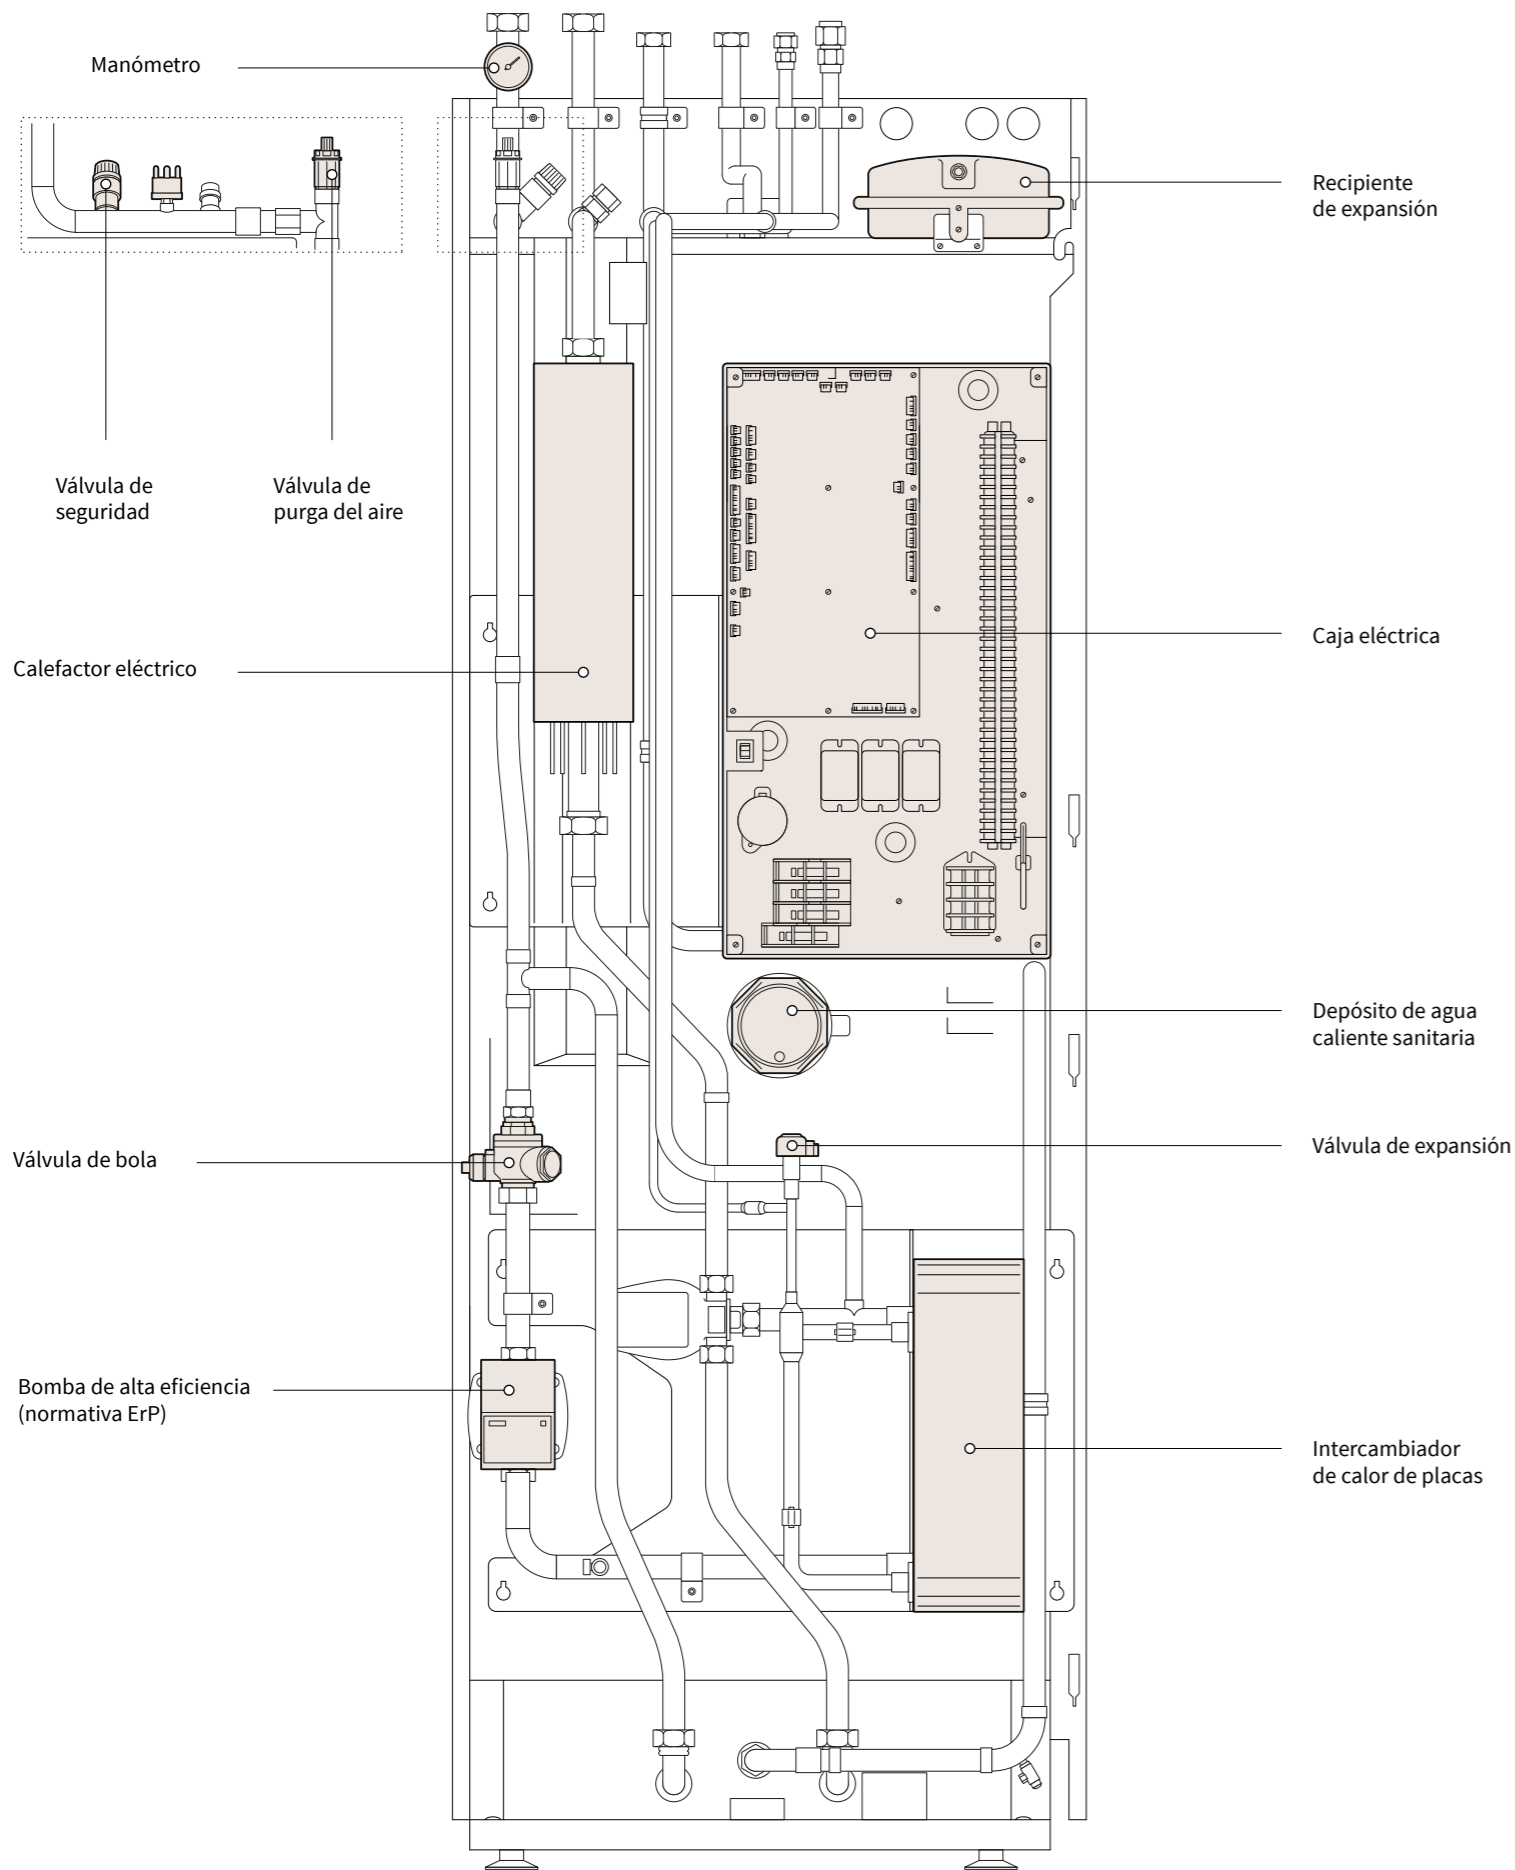 Manómetro
Recipiente
de expansión
Válvula de
seguridad
Válvula de
purga del aire
Caja eléctrica
Calefactor eléctrico
Depósito de agua
caliente sanitaria
Válvula de expansión
Válvula de bola
Bomba de alta eficiencia
(normativa ErP)
Intercambiador
de calor de placas